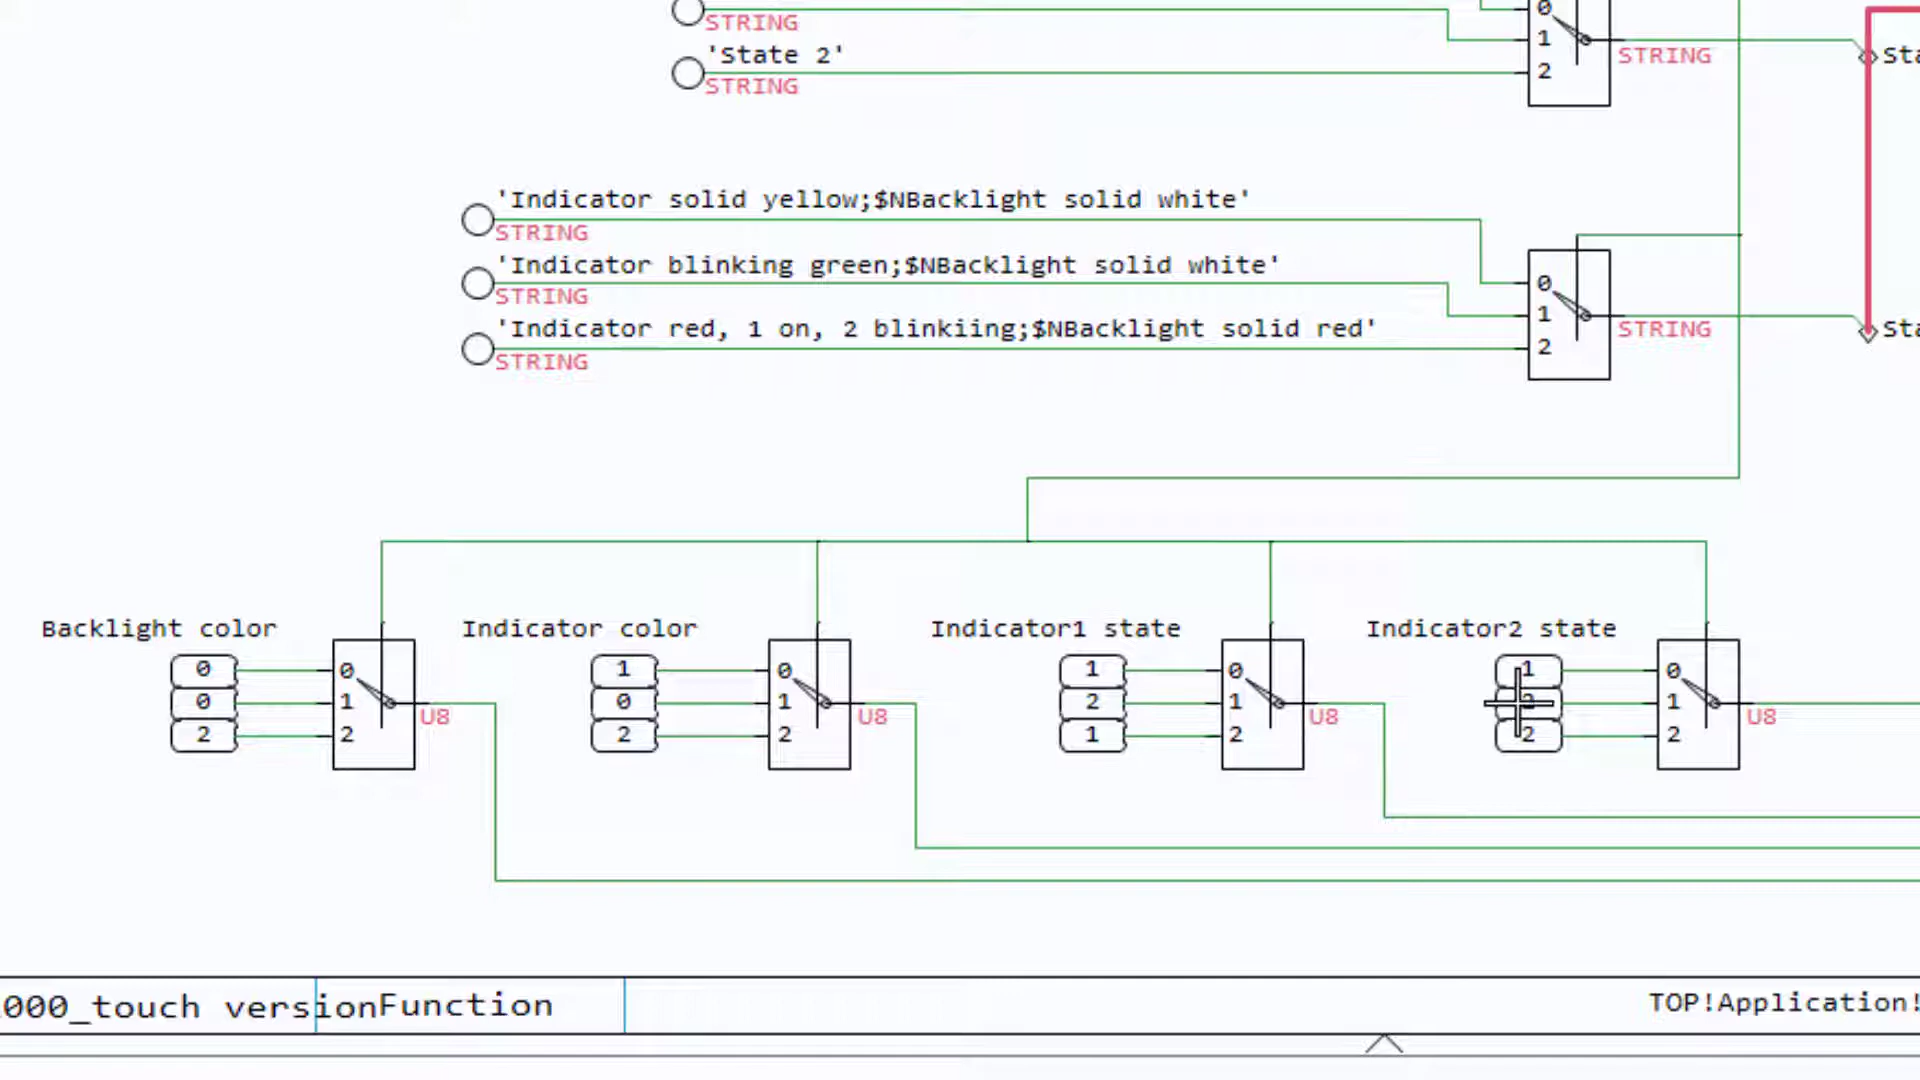 STRING
'State 2'
STRING
0
1
2
STRING
Sta
'Indicator solid yellow;$NBacklight solid white'
STRING
'Indicator blinking green;$NBacklight solid white'
STRING
'Indicator red, 1 on, 2 blinkiing;$NBacklight solid red'
STRING
0
1
2
STRING
Sta
Backlight color
0 0
0 1
2 2
U8
Indicator color
1 0
0 1
2 2
U8
Indicator1 state
1 0
2 1
1 2
U8
Indicator2 state
1 0
1
2 2
U8
000_touch version
Function
TOP!Application!